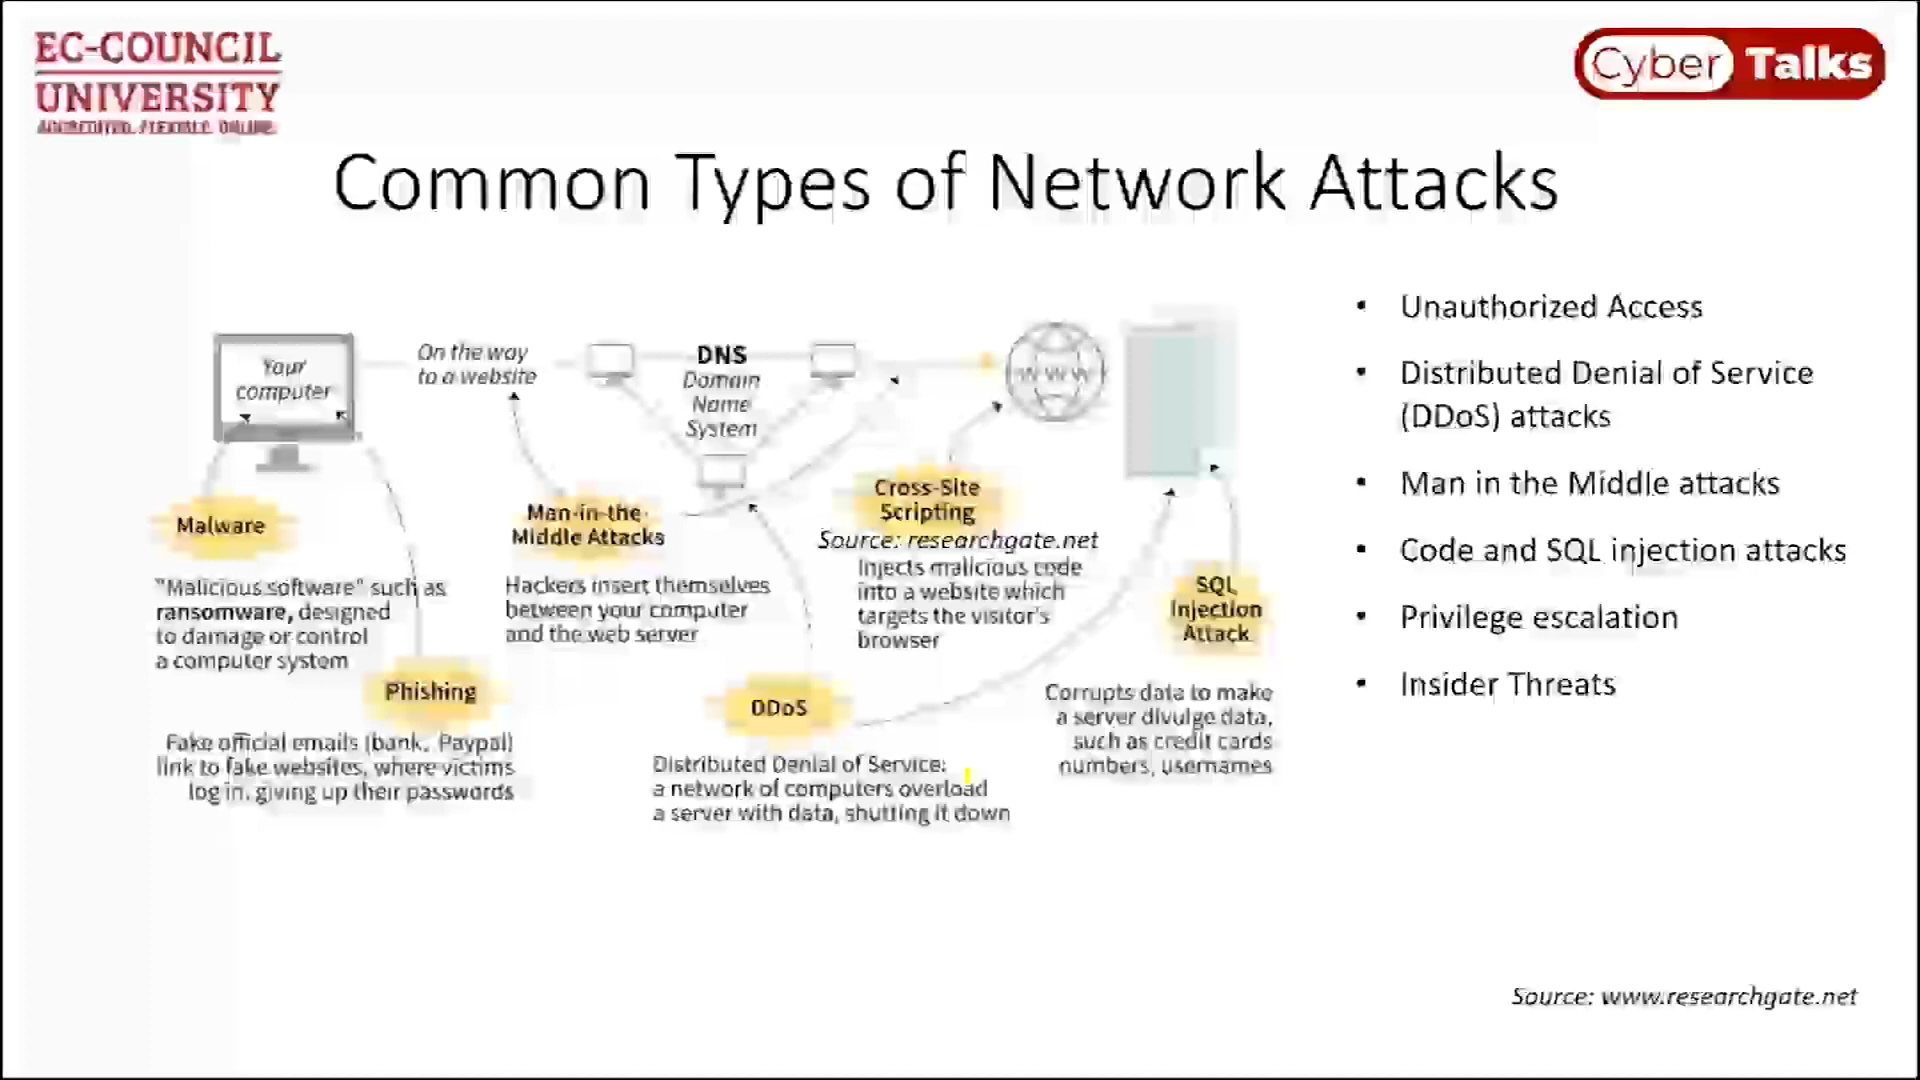 EC-COUNCIL
UNIVERSITY
ACCREDITED. FLEXIBLE. ONLINE.
Cyber Talks
Common Types of Network Attacks
Your
computer
On the way
to a website
DNS
Domain
Name
System
WWW
Malware
"Malicious software" such as
ransomware, designed
to damage or control
a computer system
Phishing
Fake official emails (bank, Paypal)
link to fake websites, where victims
log in, giving up their passwords
Man-in-the-
Middle Attacks
Hackers insert themselves
between your computer
and the web server
DDoS
Distributed Denial of Service:
a network of computers overload
a server with data, shutting it down
Cross-Site
Scripting
Source: researchgate.net
Injects malicious code
into a website which
targets the visitor's
browser
SQL
Injection
Attack
Corrupts data to make
a server divulge data,
such as credit cards
numbers, usernames
• Unauthorized Access
• Distributed Denial of Service
(DDoS) attacks
• Man in the Middle attacks
• Code and SQL injection attacks
• Privilege escalation
• Insider Threats
Source: www.researchgate.net